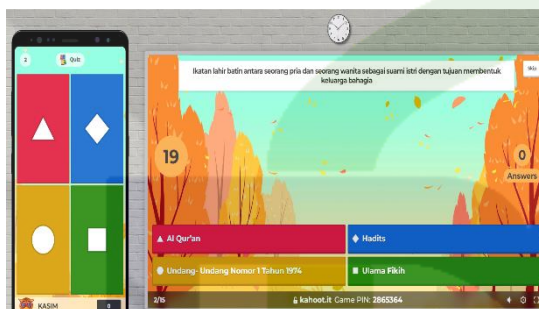 2
Quiz
KASIM
0
Ikatan lahir batin antara seorang pria dan seorang wanita sebagai suami istri dengan tujuan membentuk
keluarga bahagia
Skip
19
0
Answers
Al Qur'an
Hadits
Undang- Undang Nomor 1 Tahun 1974
Ulama Fikih
2/15
kahoot.it Game PIN: 2865364